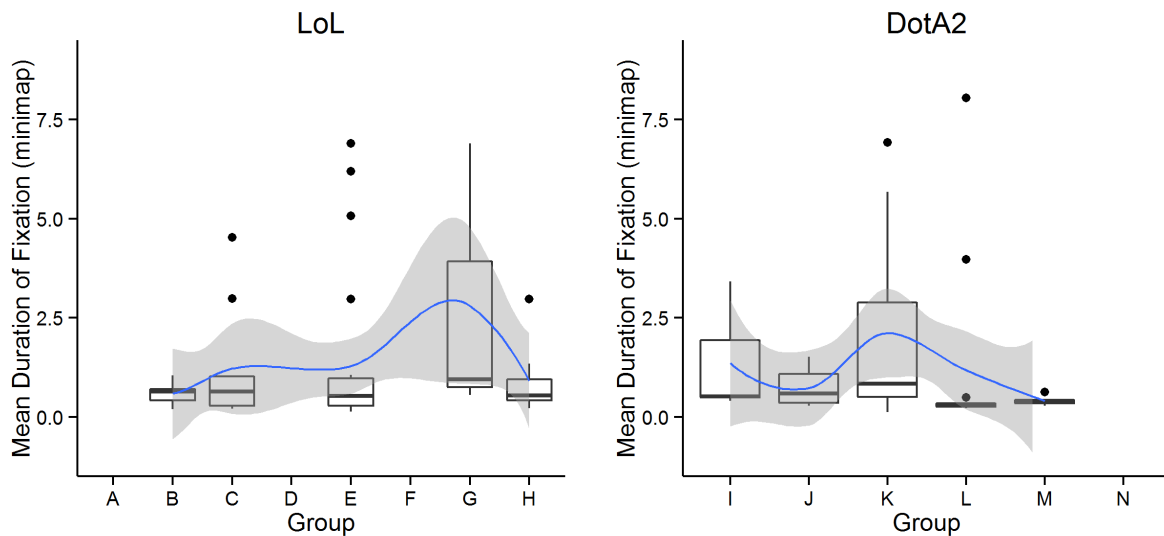 LoL
Mean Duration of Fixation (minimap)
7.5
5.0
2.5
0.0
A B C D E F G H
Group
DotA2
Mean Duration of Fixation (minimap)
7.5
5.0
2.5
0.0
I J K L M N
Group